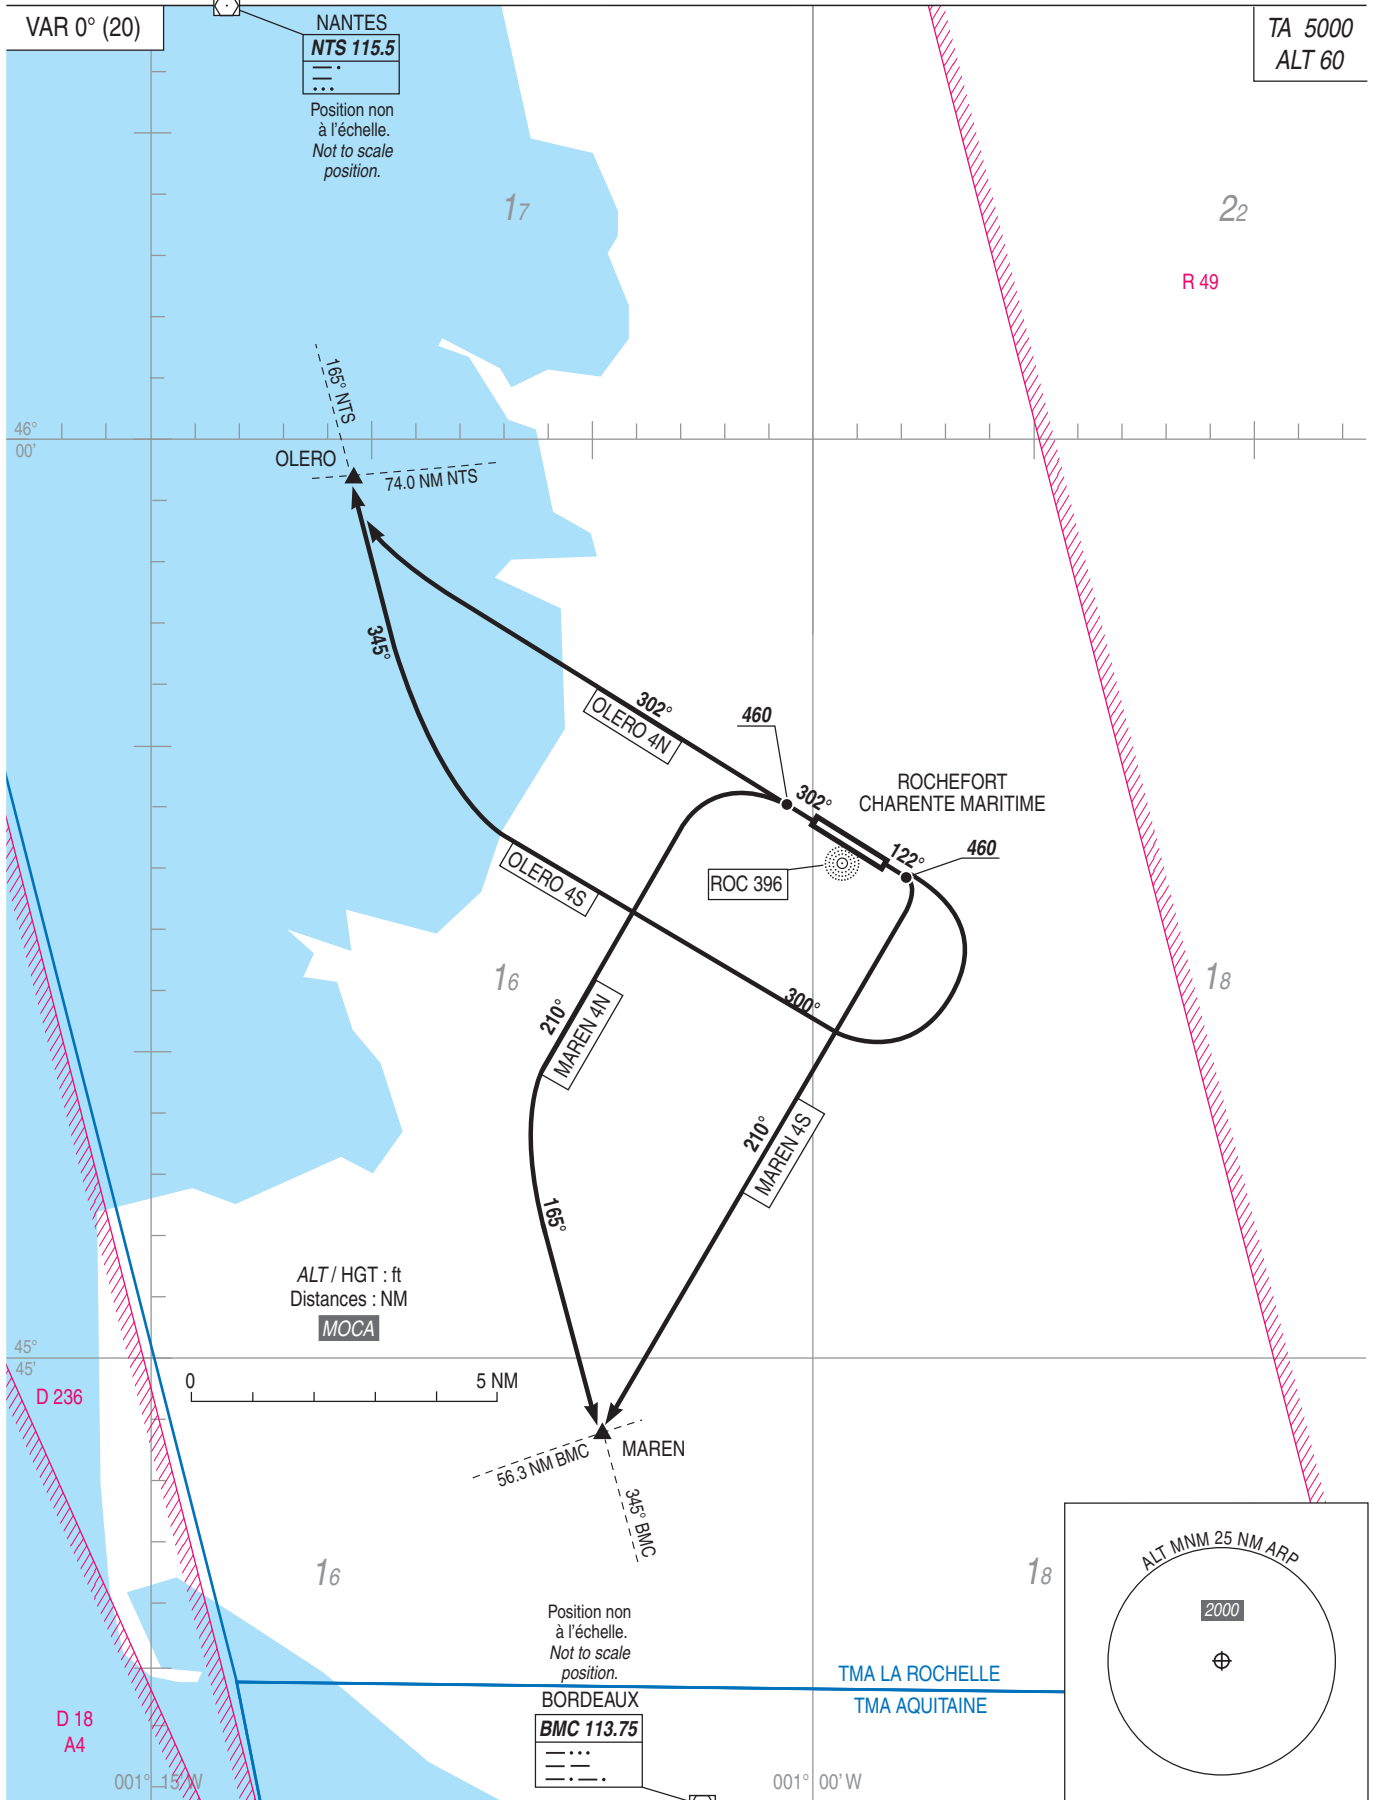 VAR 0° (20)
NANTES
NTS 115.5
Position non
à l'échelle.
Not to scale
position.
TA 5000
ALT 60
17
22
R 49
165° NTS
46°
00'
OLERO
74.0 NM NTS
345°
302°
OLERO 4N
460
302°
ROCHEFORT
CHARENTE MARITIME
122°
460
ROC 396
OLERO 4S
16
300°
18
210°
MAREN 4N
210°
MAREN 4S
165°
ALT / HGT : ft
Distances : NM
MOCA
45°
45'
0 5 NM
D 236
56.3 NM BMC
MAREN
345° BMC
16
18
ALT MNM 25 NM ARP
2000
Position non
à l'échelle.
Not to scale
position.
TMA LA ROCHELLE
TMA AQUITAINE
BORDEAUX
BMC 113.75
D 18
A4
001° 15' W
001° 00' W